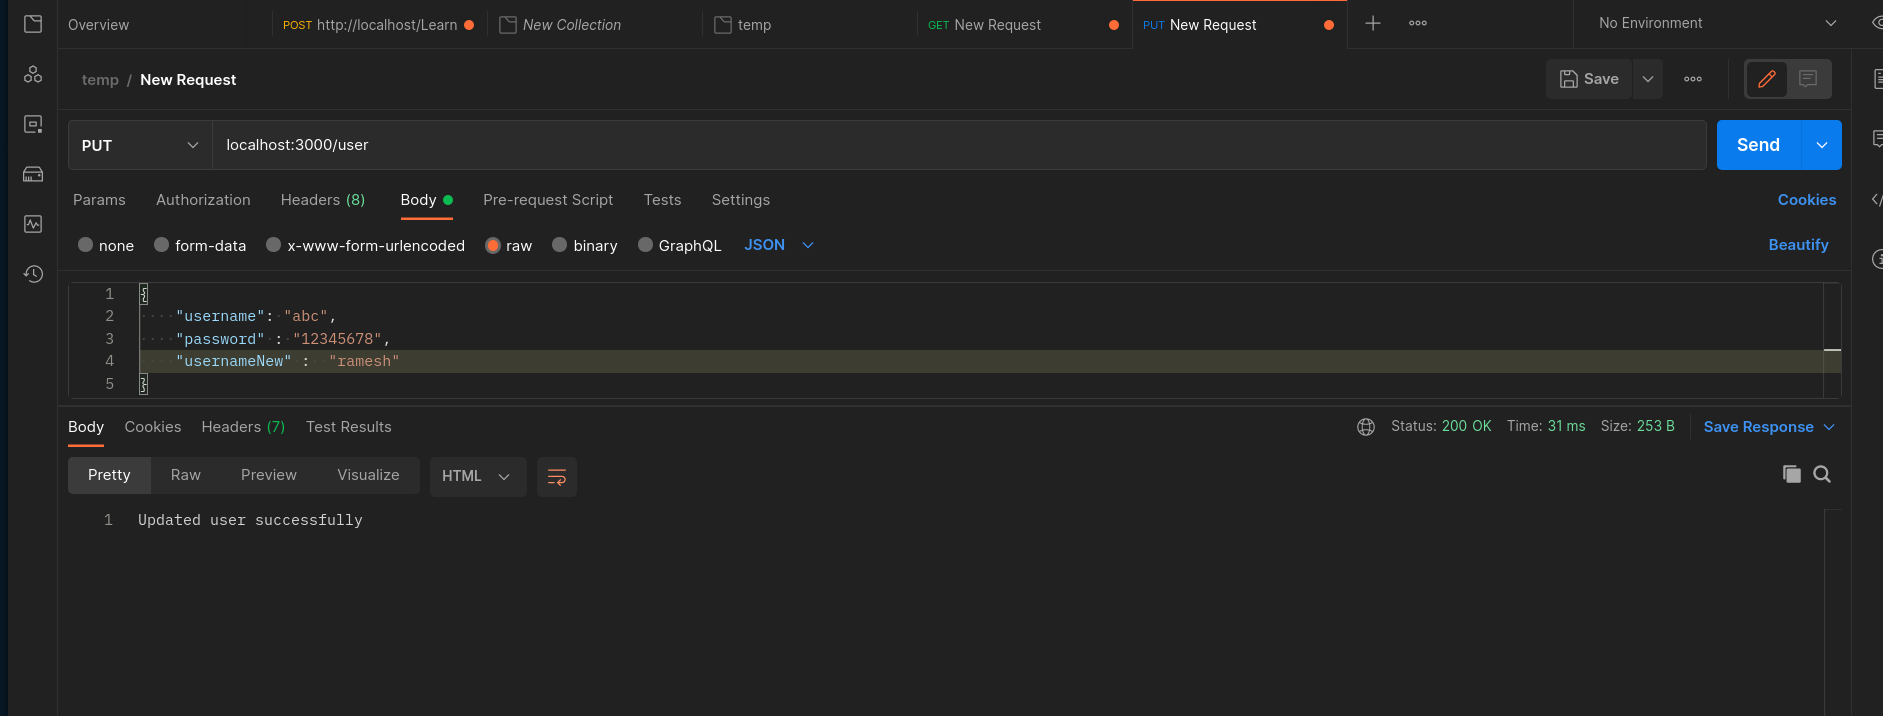 Overview POST http://localhost/Learn New Collection temp GET New Request PUT New Request No Environment
temp / New Request Save
PUT localhost:3000/user Send
Params Authorization Headers (8) Body Pre-request Script Tests Settings Cookies
none form-data x-www-form-urlencoded raw binary GraphQL JSON Beautify
1 {
2 "username": "abc",
3 "password" : "12345678",
4 "usernameNew" : "ramesh"
5 }
Body Cookies Headers (7) Test Results Status: 200 OK Time: 31 ms Size: 253 B Save Response
Pretty Raw Preview Visualize HTML
1 Updated user successfully